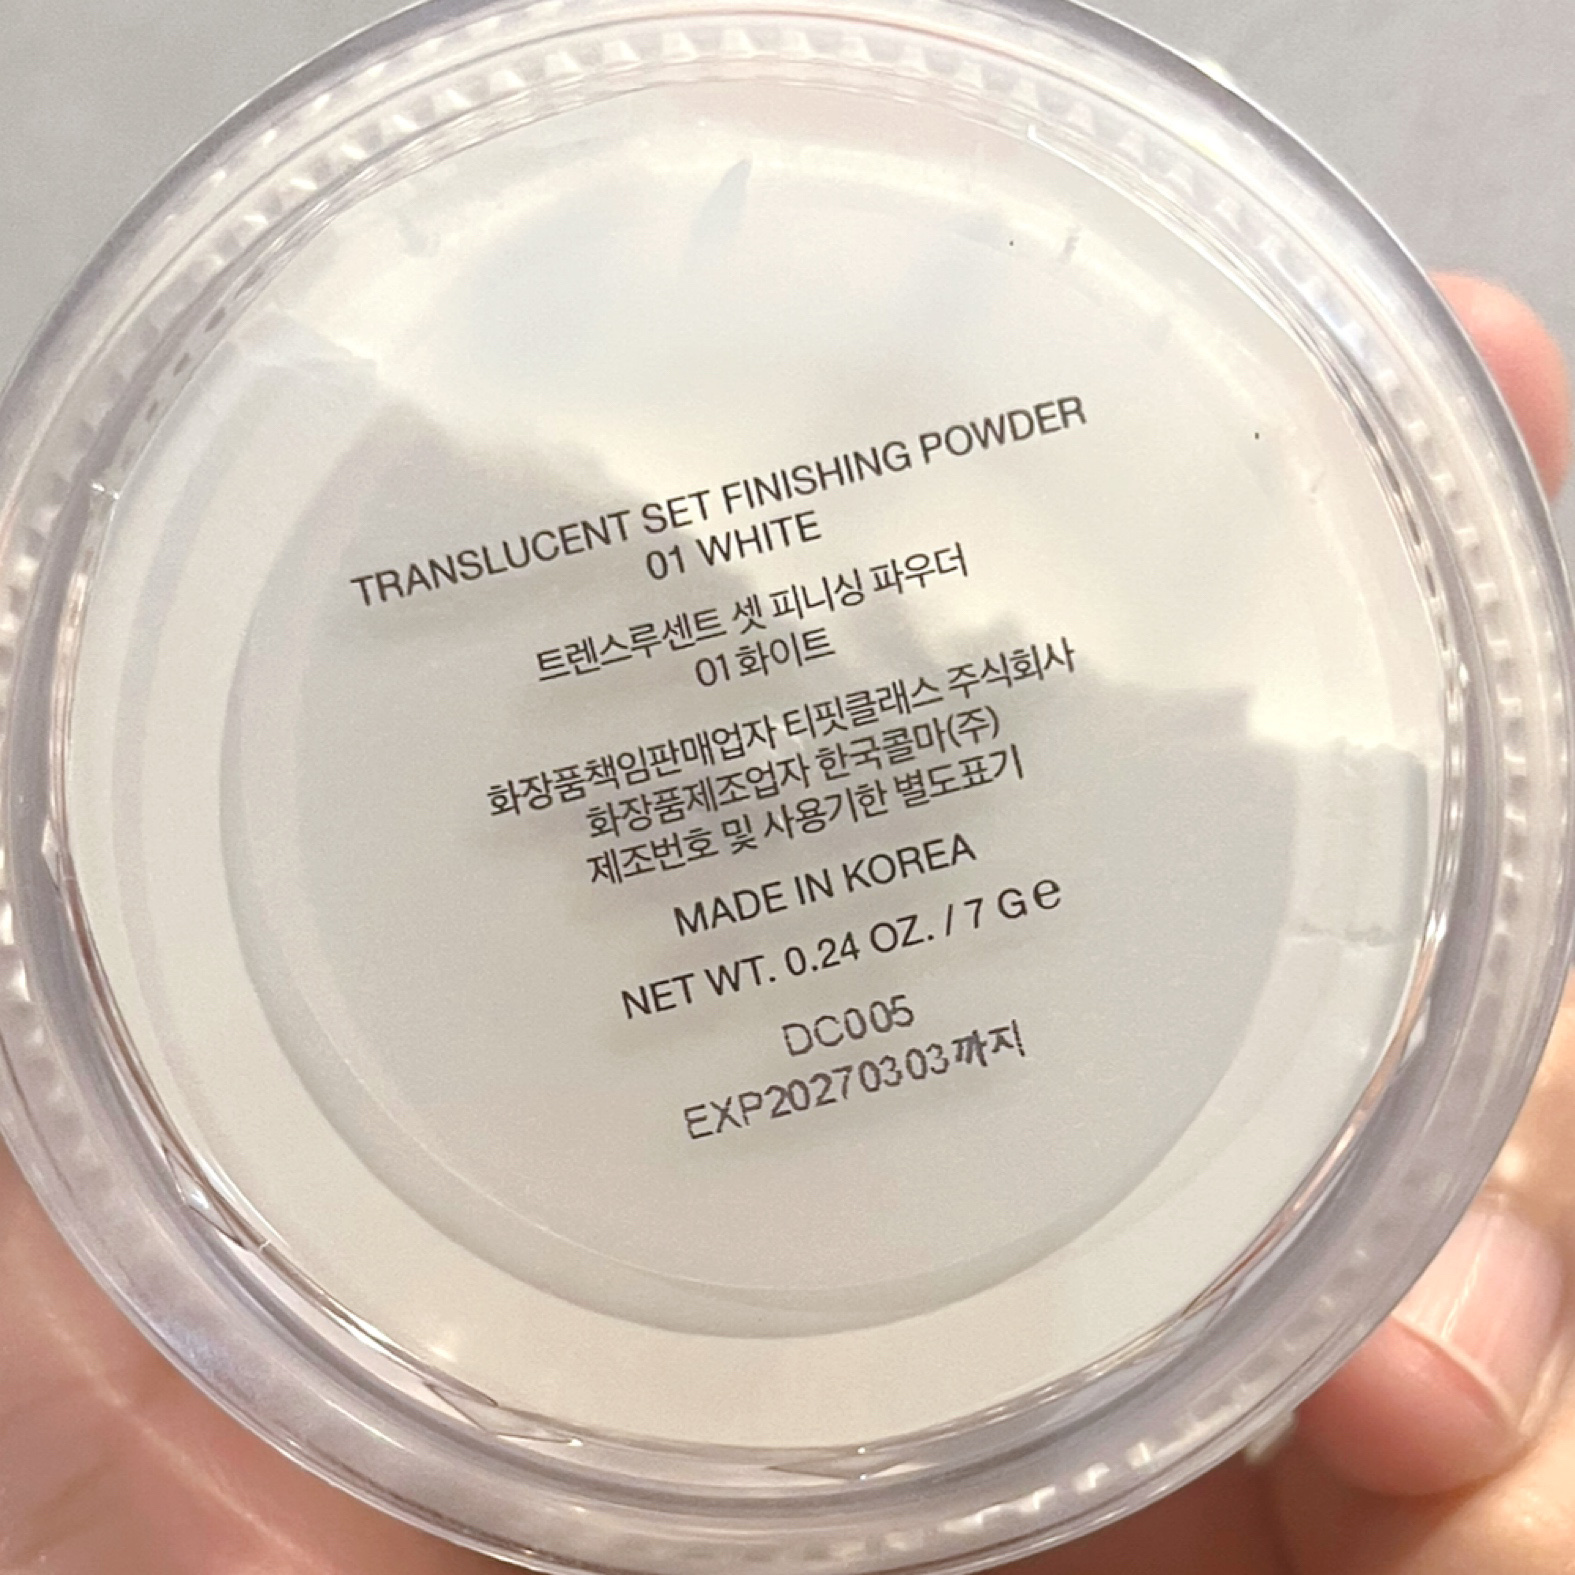 TRANSLUCENT SET FINISHING POWDER
01 WHITE
트렌스루센트 셋 피니싱 파우더
01 화이트
화장품책임판매업자 티핏클래스 주식회사
화장품제조업자 한국콜마(주)
제조번호 및 사용기한 별도표기
MADE IN KOREA
NET WT. 0.24 OZ. / 7 G℮
DC005
EXP20270303까지